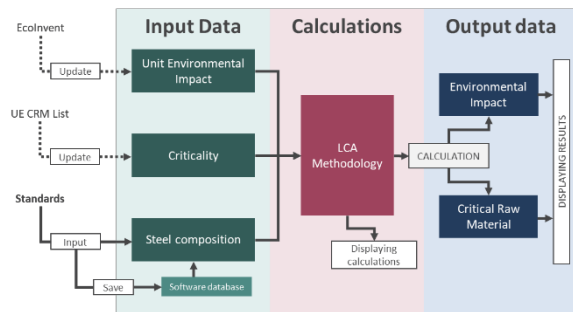 Input Data
Calculations
Output data
EcoInvent
Update
Unit Environmental
Impact
UE CRM List
Update
Criticality
Standards
Input
Steel composition
Save
Software database
LCA
Methodology
Displaying
calculations
CALCULATION
Environmental
Impact
Critical Raw
Material
DISPLAYING RESULTS